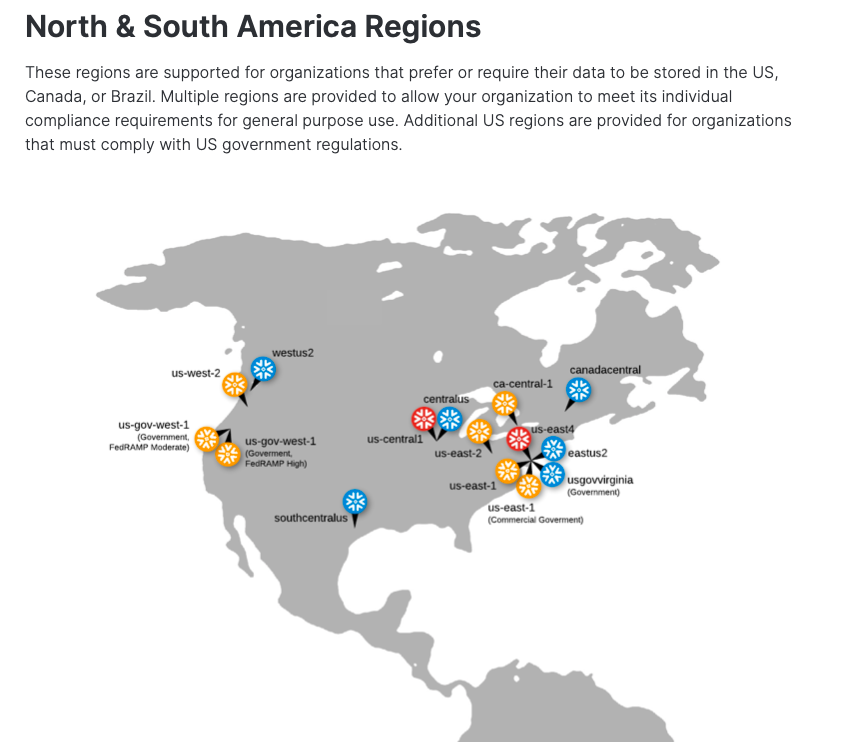 North & South America Regions
These regions are supported for organizations that prefer or require their data to be stored in the US,
Canada, or Brazil. Multiple regions are provided to allow your organization to meet its individual
compliance requirements for general purpose use. Additional US regions are provided for organizations
that must comply with US government regulations.
westus2
us-west-2
canadacentral
ca-central-1
centralus
us-gov-west-1
(Government,
FedRAMP Moderate)
us-east4
us-central1
us-gov-west-1
(Goverment,
FedRAMP High)
us-east-2
eastus2
usgovvirginia
(Government)
us-east-1
us-east-1
(Commercial Goverment)
southcentralus